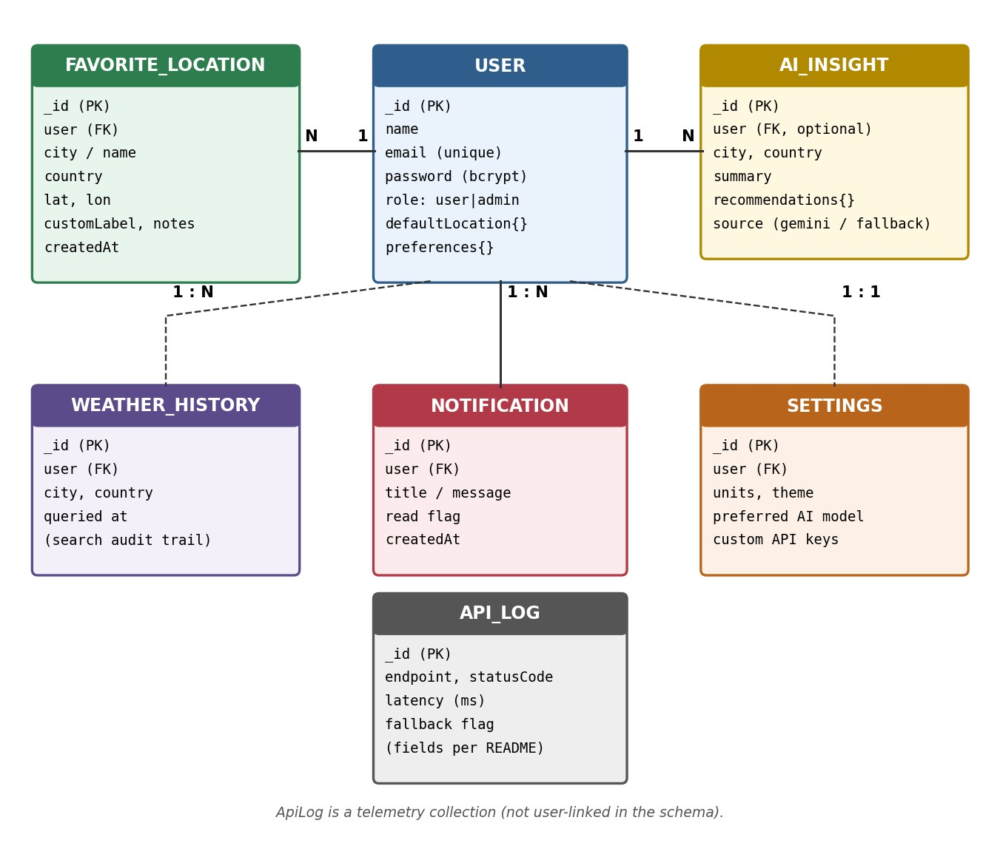 FAVORITE_LOCATION
_id (PK)
user (FK)
city / name
country
lat, lon
customLabel, notes
createdAt
N
1
USER
_id (PK)
name
email (unique)
password (bcrypt)
role: user|admin
defaultLocation{}
preferences{}
1
N
AI_INSIGHT
_id (PK)
user (FK, optional)
city, country
summary
recommendations{}
source (gemini / fallback)
1 : N
1 : N
1 : 1
WEATHER_HISTORY
_id (PK)
user (FK)
city, country
queried at
(search audit trail)
NOTIFICATION
_id (PK)
user (FK)
title / message
read flag
createdAt
SETTINGS
_id (PK)
user (FK)
units, theme
preferred AI model
custom API keys
API_LOG
_id (PK)
endpoint, statusCode
latency (ms)
fallback flag
(fields per README)
ApiLog is a telemetry collection (not user-linked in the schema).